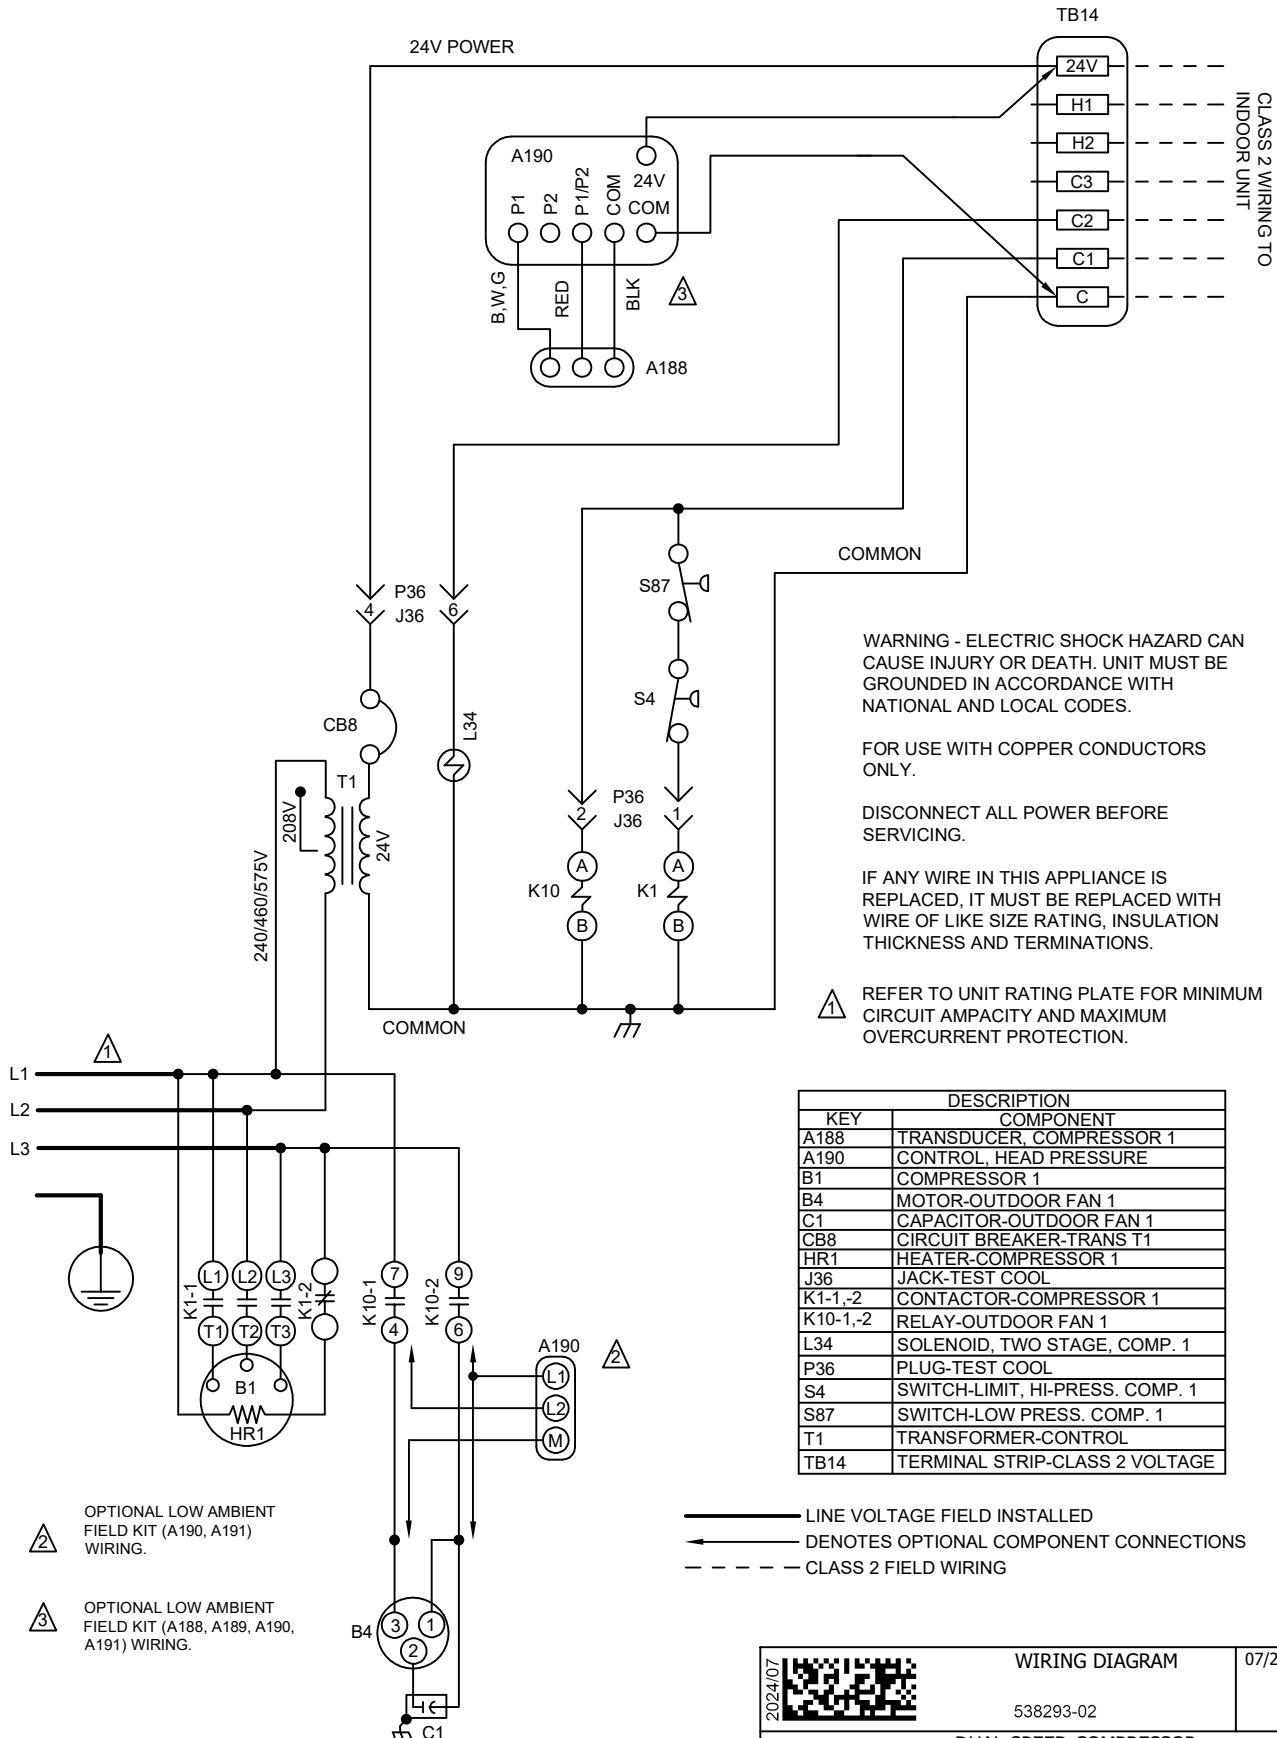 TB14
24V POWER
24V
H1
H2
C3
C2
C1
C
CLASS 2 WIRING TO
INDOOR UNIT
A190
24V
P1
P2
P1/P2
COM
COM
B,W,G
RED
BLK
3
A188
COMMON
P36
J36
4
6
S87
S4
CB8
L34
T1
208V
24V
240/460/575V
P36
J36
2
1
A
A
K10
K1
B
B
COMMON
WARNING - ELECTRIC SHOCK HAZARD CAN
CAUSE INJURY OR DEATH. UNIT MUST BE
GROUNDED IN ACCORDANCE WITH
NATIONAL AND LOCAL CODES.
FOR USE WITH COPPER CONDUCTORS
ONLY.
DISCONNECT ALL POWER BEFORE
SERVICING.
IF ANY WIRE IN THIS APPLIANCE IS
REPLACED, IT MUST BE REPLACED WITH
WIRE OF LIKE SIZE RATING, INSULATION
THICKNESS AND TERMINATIONS.
1
REFER TO UNIT RATING PLATE FOR MINIMUM
CIRCUIT AMPACITY AND MAXIMUM
OVERCURRENT PROTECTION.
1
L1
L2
L3
K1-1
L1
L2
L3
T1
T2
T3
K1-2
K10-1
7
4
K10-2
9
6
B1
HR1
A190
2
L1
L2
M
B4
3
1
2
C1
DESCRIPTION
KEY COMPONENT
A188 TRANSDUCER, COMPRESSOR 1
A190 CONTROL, HEAD PRESSURE
B1 COMPRESSOR 1
B4 MOTOR-OUTDOOR FAN 1
C1 CAPACITOR-OUTDOOR FAN 1
CB8 CIRCUIT BREAKER-TRANS T1
HR1 HEATER-COMPRESSOR 1
J36 JACK-TEST COOL
K1-1,-2 CONTACTOR-COMPRESSOR 1
K10-1,-2 RELAY-OUTDOOR FAN 1
L34 SOLENOID, TWO STAGE, COMP. 1
P36 PLUG-TEST COOL
S4 SWITCH-LIMIT, HI-PRESS. COMP. 1
S87 SWITCH-LOW PRESS. COMP. 1
T1 TRANSFORMER-CONTROL
TB14 TERMINAL STRIP-CLASS 2 VOLTAGE
2
OPTIONAL LOW AMBIENT
FIELD KIT (A190, A191)
WIRING.
3
OPTIONAL LOW AMBIENT
FIELD KIT (A188, A189, A190,
A191) WIRING.
LINE VOLTAGE FIELD INSTALLED
DENOTES OPTIONAL COMPONENT CONNECTIONS
CLASS 2 FIELD WIRING
2024/07
WIRING DIAGRAM
07/2
538293-02
DUAL SPEED COMPRESSOR